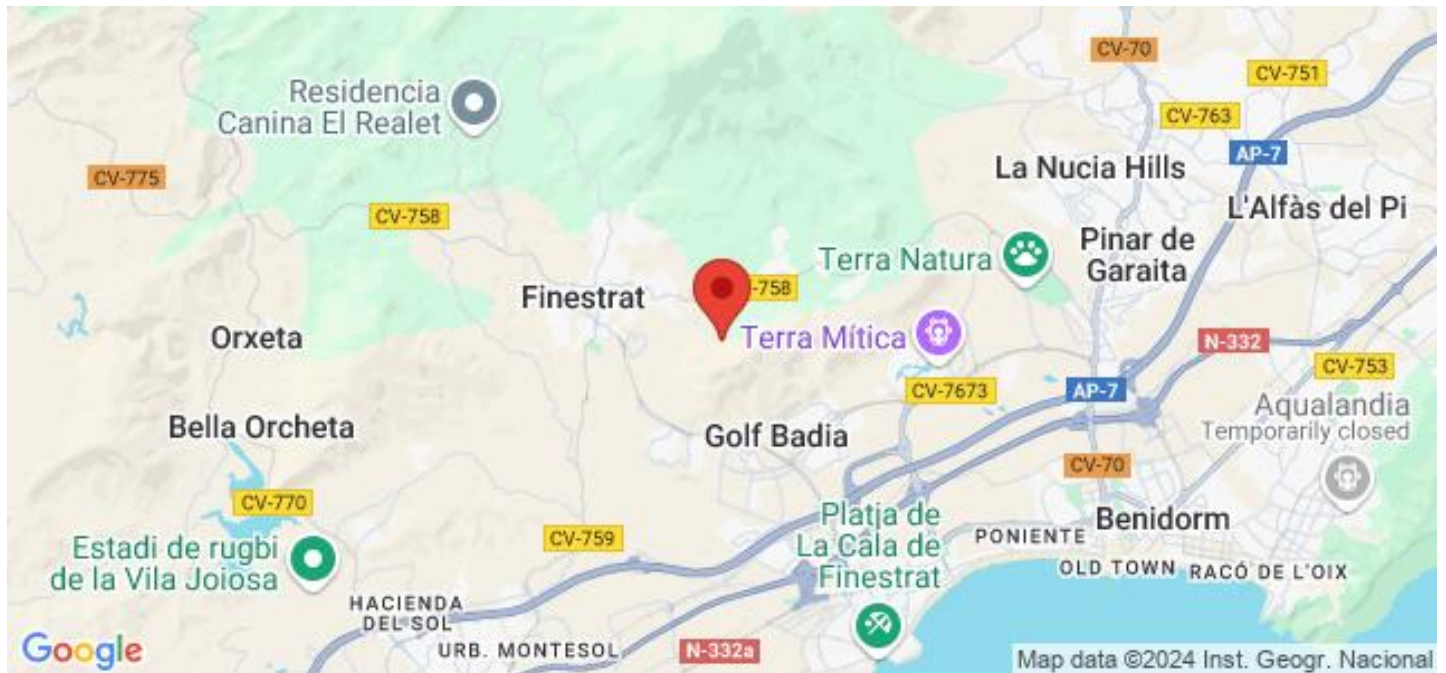 CV-70
CV-751
Residencia
Canina El Realet
CV-763
AP-7
La Nucia Hills
CV-775
L'Alfàs del Pi
CV-758
Pinar de
Garaita
Terra Natura
-758
Finestrat
Orxeta
Terra Mítica
N-332
CV-753
CV-7673
AP-7
Aqualandia
Temporarily closed
Bella Orcheta
Golf Badia
CV-70
CV-770
Platja de
La Cala de
Finestrat
Benidorm
PONIENTE
CV-759
Estadi de rugbi
de la Vila Joiosa
OLD TOWN
RACÓ DE L'OIX
HACIENDA
DEL SOL
URB. MONTESOL
N-332a
Google
Map data ©2024 Inst. Geogr. Nacional